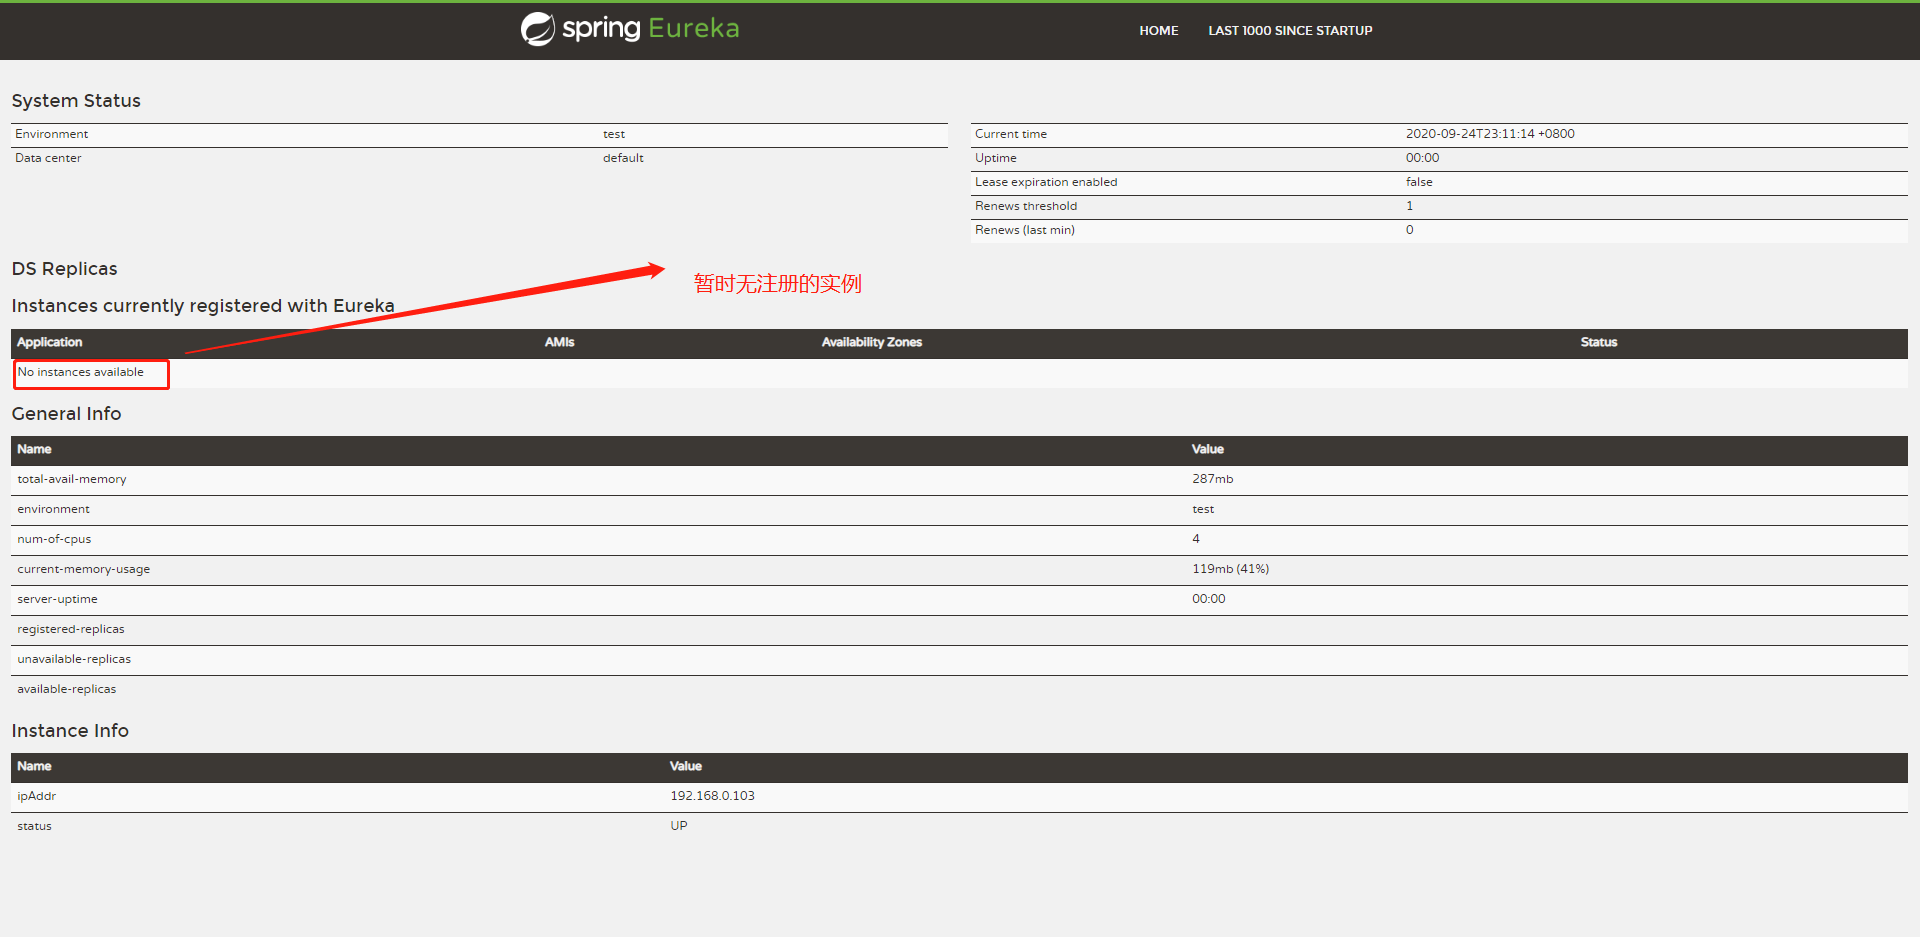 spring Eureka
HOME LAST 1000 SINCE STARTUP
System Status
Environment test
Data center default
Current time 2020-09-24T23:11:14 +0800
Uptime 00:00
Lease expiration enabled false
Renews threshold 1
Renews (last min) 0
DS Replicas
暂时无注册的实例
Instances currently registered with Eureka
Application AMIs Availability Zones Status
No instances available
General Info
Name Value
total-avail-memory 287mb
environment test
num-of-cpus 4
current-memory-usage 119mb (41%)
server-uptime 00:00
registered-replicas
unavailable-replicas
available-replicas
Instance Info
Name Value
ipAddr 192.168.0.103
status UP